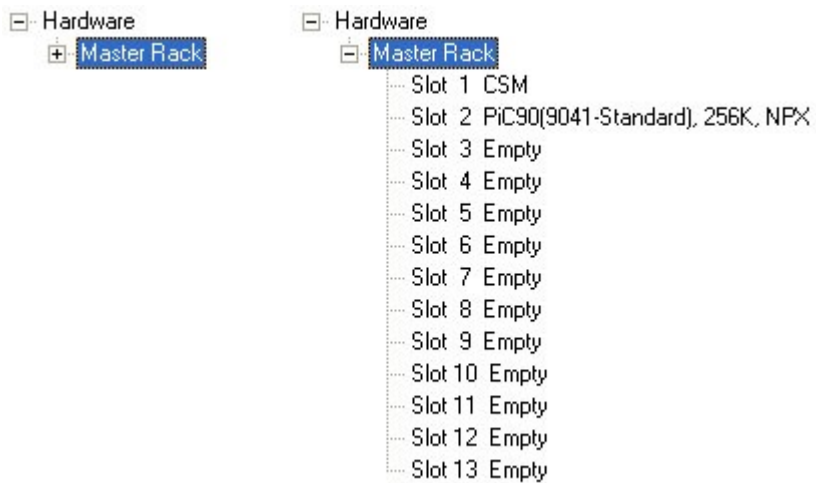 Hardware
Master Rack
Hardware
Master Rack
Slot 1 CSM
Slot 2 PiC90(9041-Standard), 256K, NPX
Slot 3 Empty
Slot 4 Empty
Slot 5 Empty
Slot 6 Empty
Slot 7 Empty
Slot 8 Empty
Slot 9 Empty
Slot 10 Empty
Slot 11 Empty
Slot 12 Empty
Slot 13 Empty